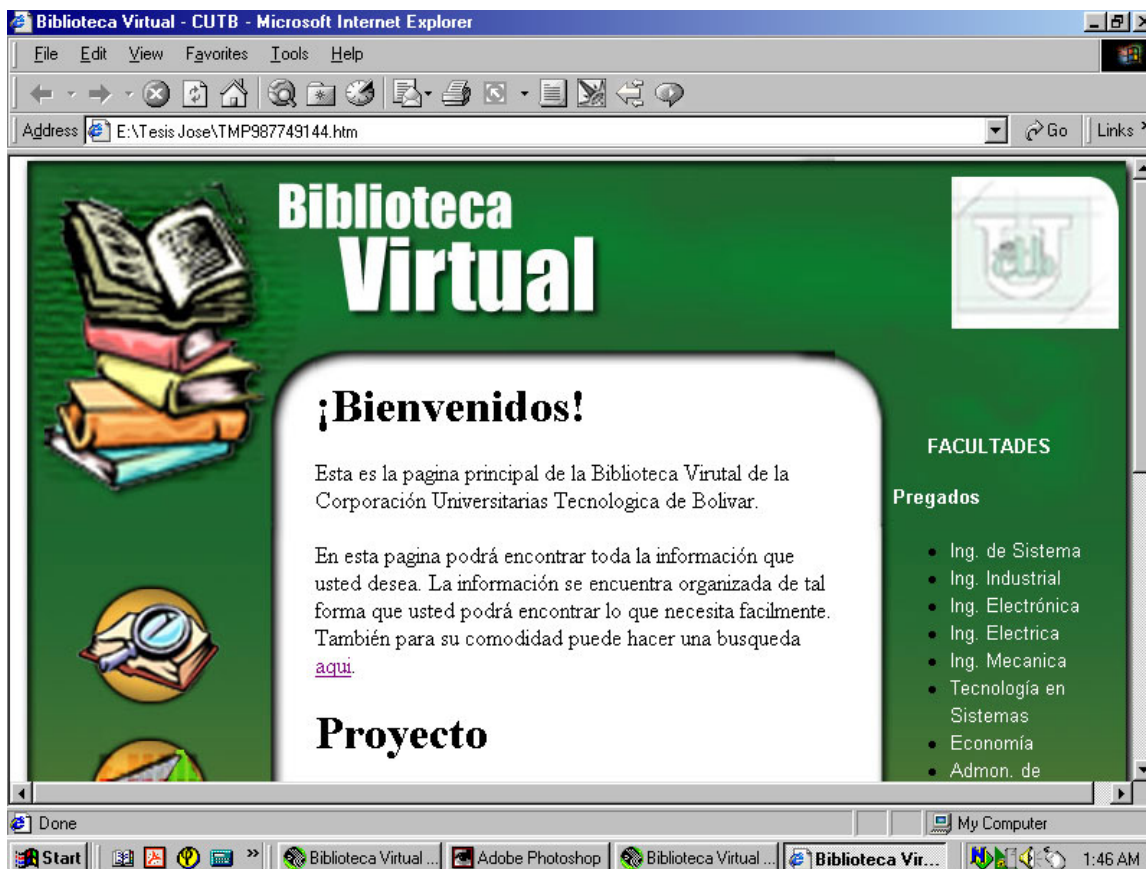 Biblioteca Virtual - CUTB - Microsoft Internet Explorer
File Edit View Favorites Tools Help
Address E:\Tesis Jose\TMP987749144.htm Go Links
Biblioteca
Virtual
U
ctb
¡Bienvenidos!
Esta es la pagina principal de la Biblioteca Virutal de la
Corporación Universitarias Tecnologica de Bolivar.
En esta pagina podrá encontrar toda la información que
usted desea. La información se encuentra organizada de tal
forma que usted podrá encontrar lo que necesita facilmente.
También para su comodidad puede hacer una busqueda
aqui.
Proyecto
FACULTADES
Pregados
Ing. de Sistema
Ing. Industrial
Ing. Electrónica
Ing. Electrica
Ing. Mecanica
Tecnología en
Sistemas
Economía
Admon. de
Done My Computer
Start Biblioteca Virtual ... Adobe Photoshop Biblioteca Virtual ... Biblioteca Vir... 1:46 AM